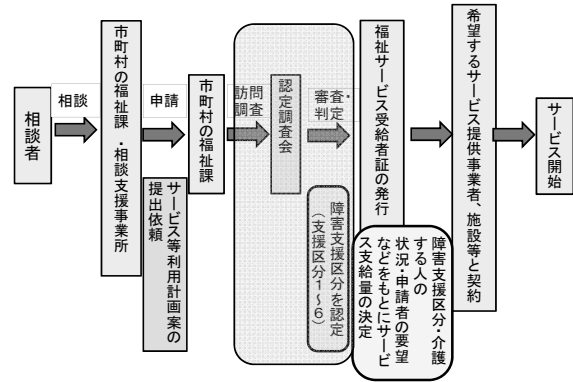 相談者
相談
市町村の福祉課・相談支援事業所
申請
サービス等利用計画案の
提出依頼
市町村の福祉課
訪問
調査
認定調査会
審査・
判定
障害支援区分を認定
(支援区分1~6)
福祉サービス受給者証の発行
障害支援区分・介護
する人の
状況・申請者の要望
などをもとにサービ
ス支給量の決定
希望するサービス提供事業者、施設等と契約
サービス開始